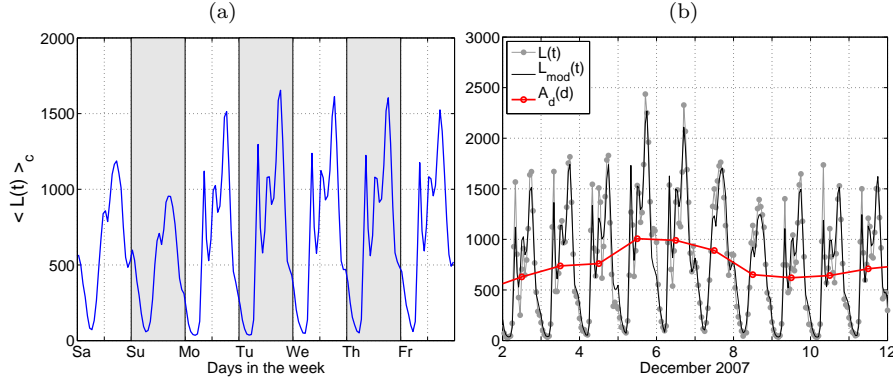 (a)
(b)
2000
1500
1000
500
0
< L(t) >c
Sa Su Mo Tu We Th Fr
Days in the week
3000
2500
2000
1500
1000
500
0
L(t)
Lmod(t)
Ad(d)
2 4 6 8 10 12
December 2007